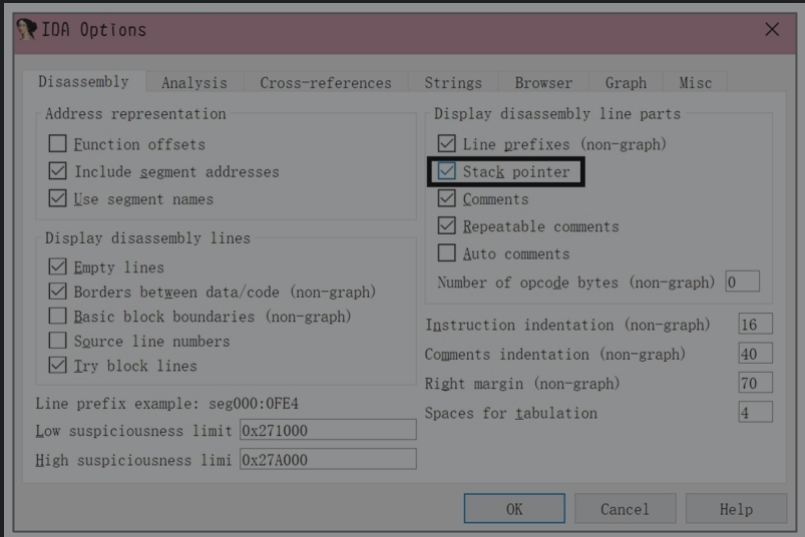 IDA Options
Disassembly Analysis Cross-references Strings Browser Graph Misc
Address representation
Function offsets
Include segment addresses
Use segment names
Display disassembly lines
Empty lines
Borders between data/code (non-graph)
Basic block boundaries (non-graph)
Source line numbers
Try block lines
Line prefix example: seg000:0FE4
Low suspiciousness limit 0x271000
High suspiciousness limi 0x27A000
Display disassembly line parts
Line prefixes (non-graph)
Stack pointer
Comments
Repeatable comments
Auto comments
Number of opcode bytes (non-graph) 0
Instruction indentation (non-graph) 16
Comments indentation (non-graph) 40
Right margin (non-graph) 70
Spaces for tabulation 4
OK Cancel Help